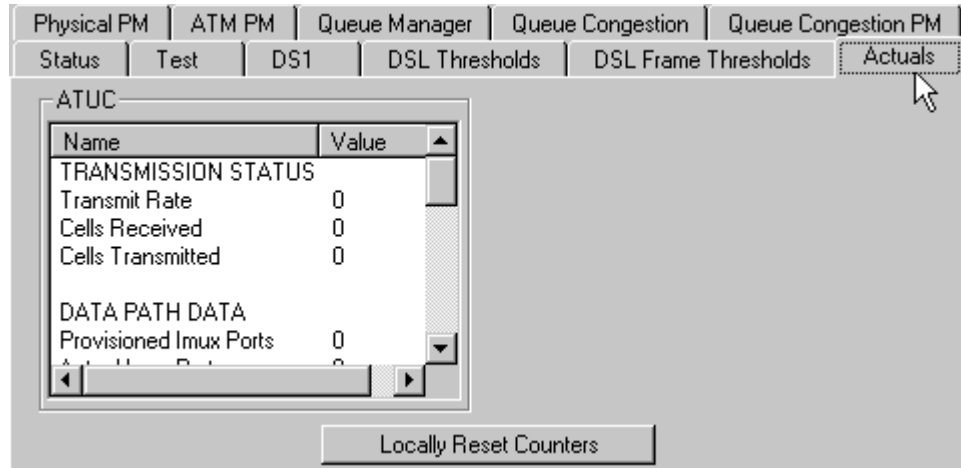 Physical PM ATM PM Queue Manager Queue Congestion Queue Congestion PM
Status Test DS1 DSL Thresholds DSL Frame Thresholds Actuals
ATUC
Name Value
TRANSMISSION STATUS
Transmit Rate 0
Cells Received 0
Cells Transmitted 0
DATA PATH DATA
Provisioned Imux Ports 0
Locally Reset Counters